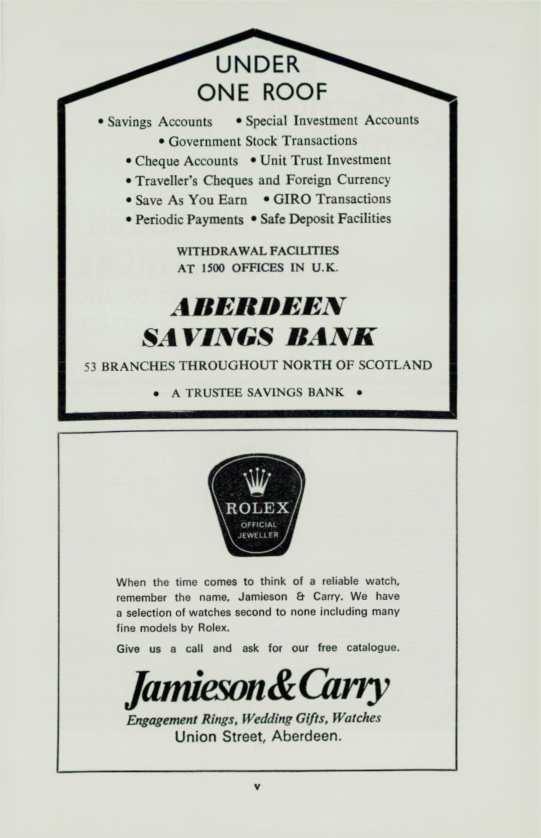 UNDER
ONE ROOF
• Savings Accounts • Special Investment Accounts
• Government Stock Transactions
• Cheque Accounts • Unit Trust Investment
• Traveller's Cheques and Foreign Currency
• Save As You Earn • GIRO Transactions
• Periodic Payments • Safe Deposit Facilities
WITHDRAWAL FACILITIES
AT 1500 OFFICES IN U.K.
ABERDEEN
SAVINGS BANK
53 BRANCHES THROUGHOUT NORTH OF SCOTLAND
• A TRUSTEE SAVINGS BANK •
ROLEX
OFFICIAL
JEWELLER
When the time comes to think of a reliable watch,
remember the name, Jamieson & Carry. We have
a selection of watches second to none including many
fine models by Rolex.
Give us a call and ask for our free catalogue.
Jamieson & Carry
Engagement Rings, Wedding Gifts, Watches
Union Street, Aberdeen.
v